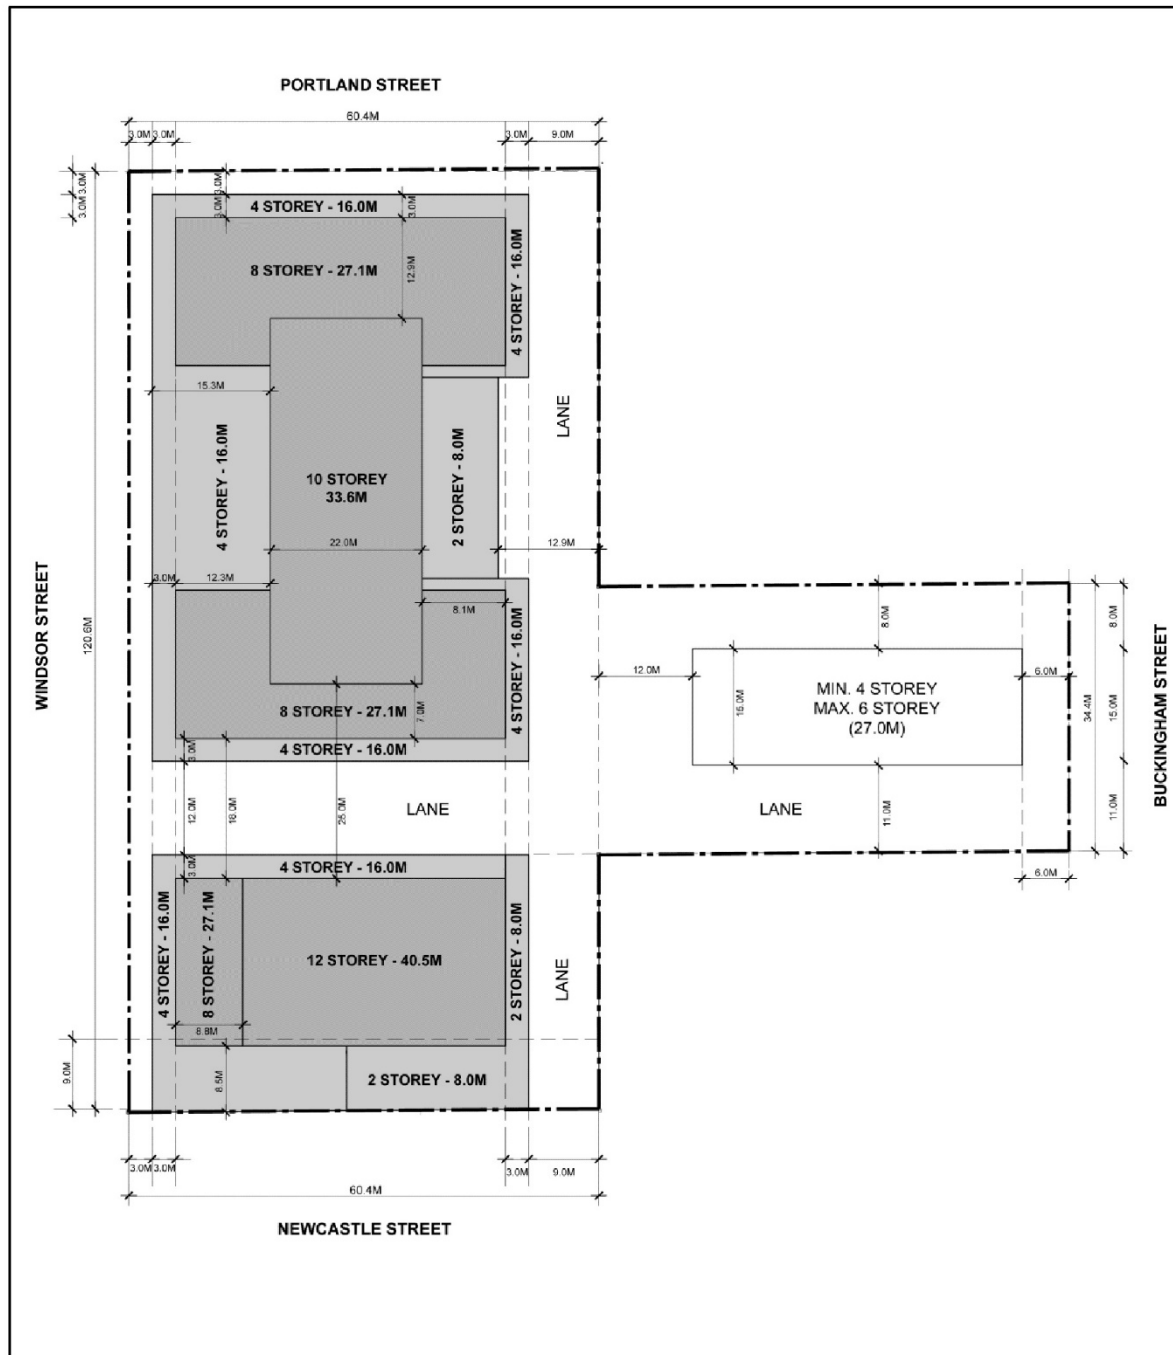 PORTLAND STREET
60.4M
3.0M 3.0M
3.0M 9.0M
3.0M
3.0M
3.0M
3.0M
4 STOREY - 16.0M
3.0M
8 STOREY - 27.1M
12.9M
4 STOREY - 16.0M
15.3M
LANE
4 STOREY - 16.0M
10 STOREY
33.6M
2 STOREY - 8.0M
22.0M
12.9M
3.0M 12.3M
8.1M
WINDSOR STREET
120.6M
4 STOREY - 16.0M
8 STOREY - 27.1M
7.0M
4 STOREY - 16.0M
3.0M
12.0M
18.0M
25.0M
LANE
8.0M
8.0M
12.0M
6.0M
15.0M
MIN. 4 STOREY
MAX. 6 STOREY
(27.0M)
34.4M
15.0M
BUCKINGHAM STREET
LANE
11.0M
11.0M
6.0M
3.0M
4 STOREY - 16.0M
4 STOREY - 16.0M
8 STOREY - 27.1M
12 STOREY - 40.5M
2 STOREY - 8.0M
LANE
8.8M
9.0M
8.5M
2 STOREY - 8.0M
3.0M 3.0M
3.0M 9.0M
60.4M
NEWCASTLE STREET